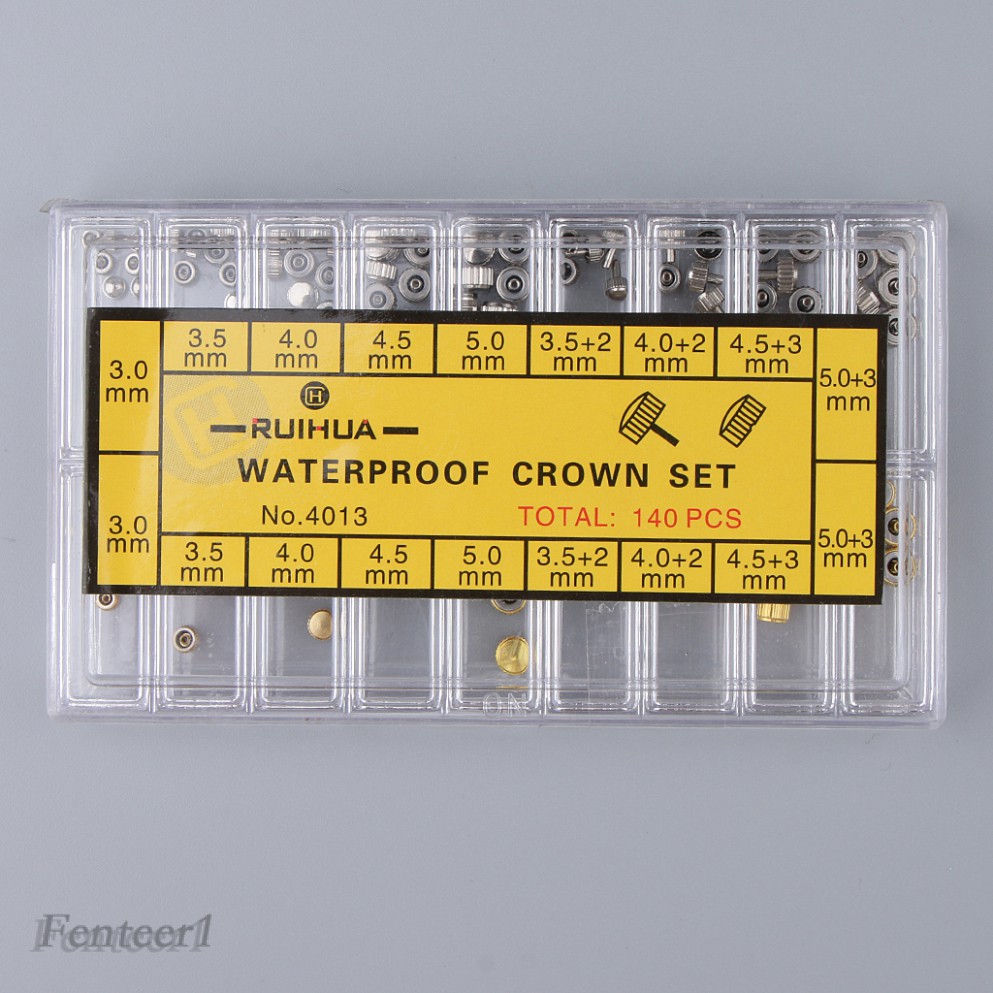 3.0 mm
3.5 mm
4.0 mm
4.5 mm
5.0 mm
3.5+2 mm
4.0+2 mm
4.5+3 mm
5.0+3 mm
RUIHUA
WATERPROOF CROWN SET
No.4013 TOTAL: 140 PCS
3.0 mm
3.5 mm
4.0 mm
4.5 mm
5.0 mm
3.5+2 mm
4.0+2 mm
4.5+3 mm
5.0+3 mm
Fenteer1